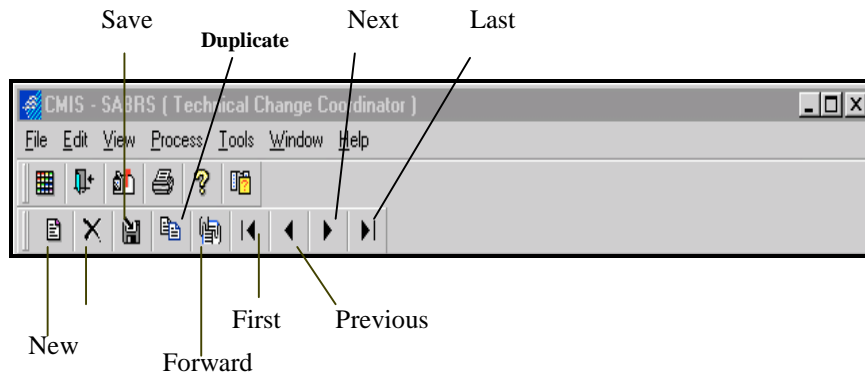 Save
Duplicate
Next
Last
CMIS - SABRS ( Technical Change Coordinator )
File Edit View Process Tools Window Help
First
Previous
New
Forward